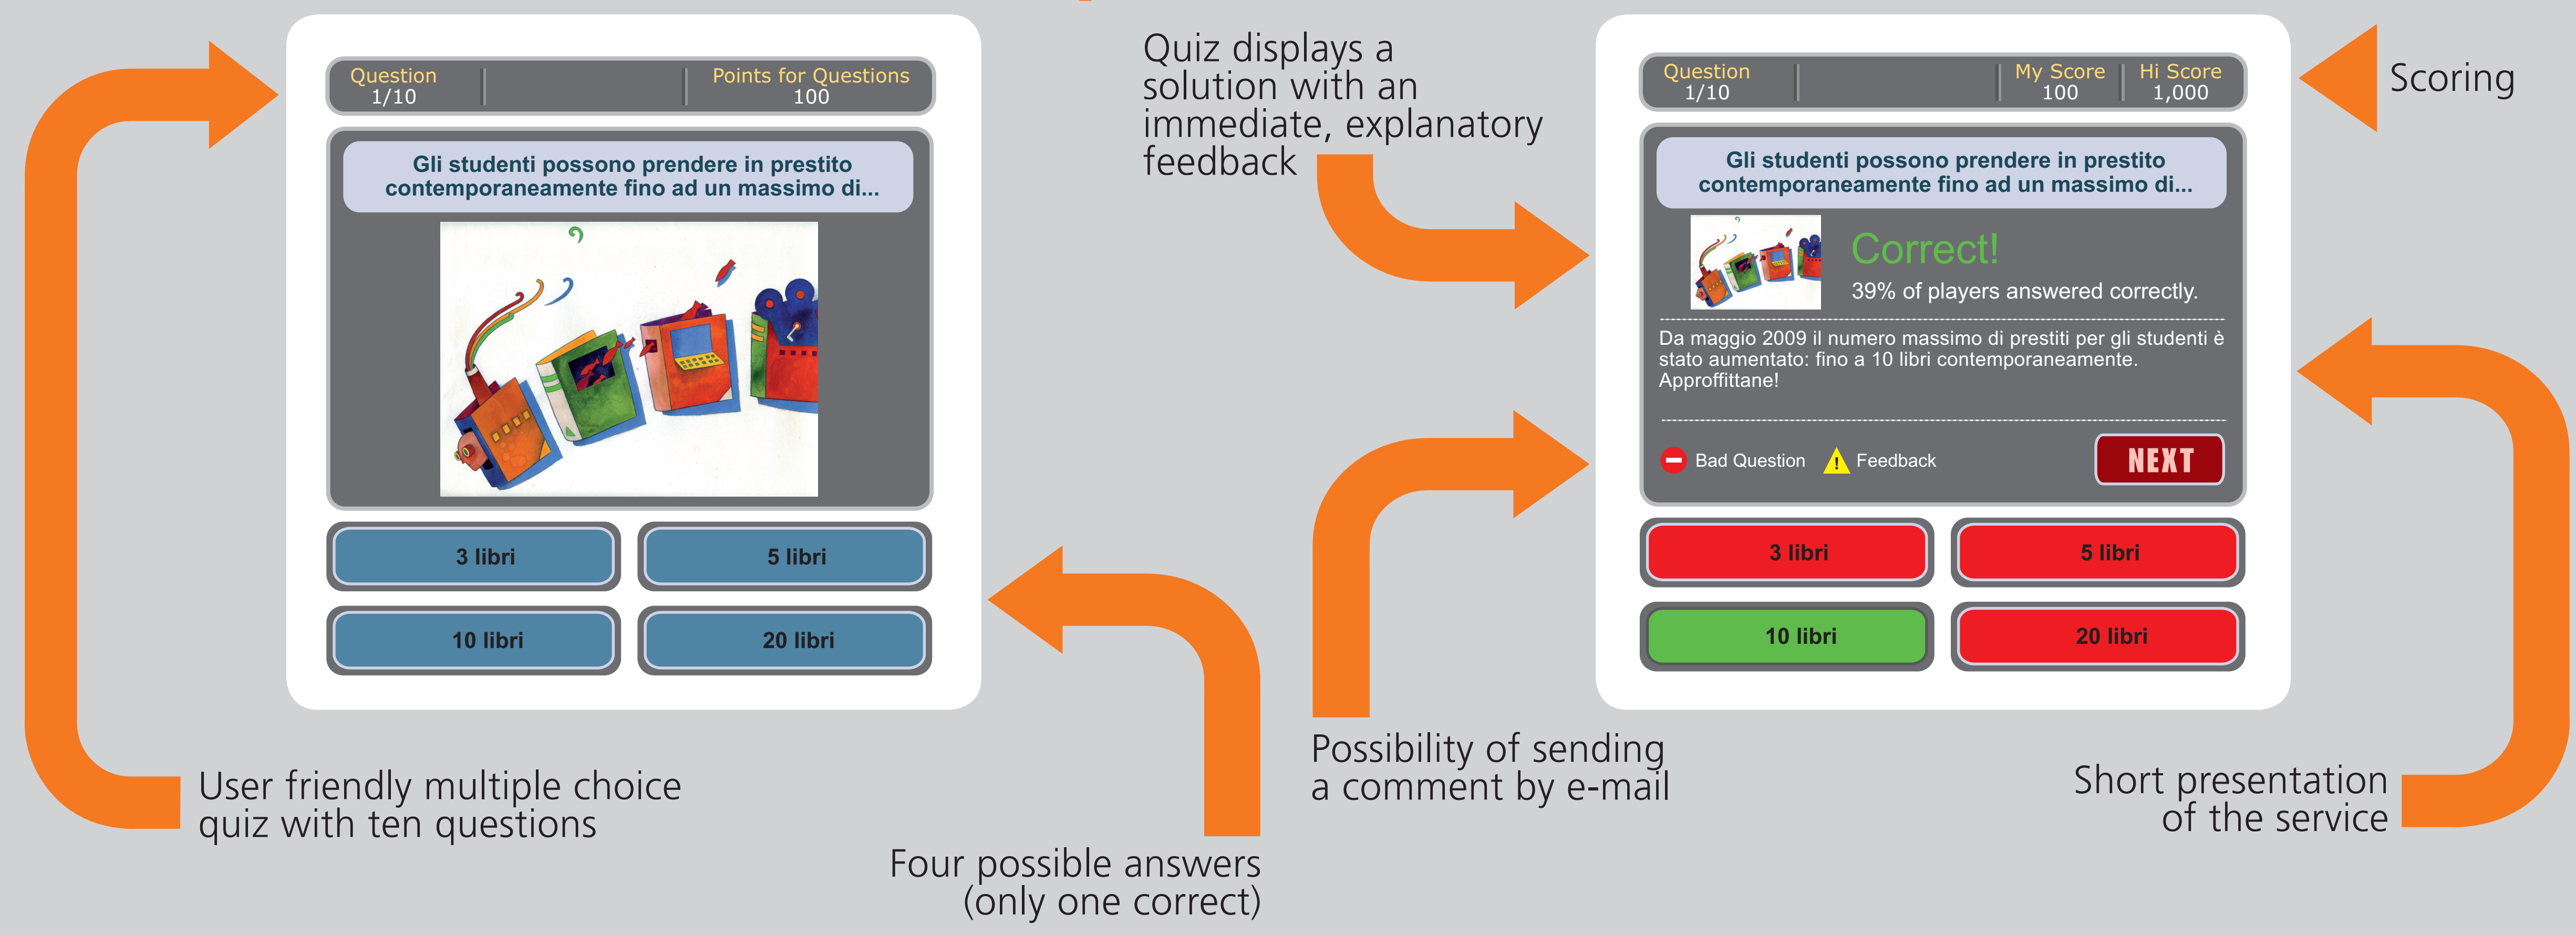 Question
1/10
Points for Questions
100
Gli studenti possono prendere in prestito
contemporaneamente fino ad un massimo di...
3 libri
5 libri
10 libri
20 libri
User friendly multiple choice
quiz with ten questions
Four possible answers
(only one correct)
Quiz displays a
solution with an
immediate, explanatory
feedback
Possibility of sending
a comment by e-mail
Question
1/10
My Score
100
Hi Score
1,000
Gli studenti possono prendere in prestito
contemporaneamente fino ad un massimo di...
Correct!
39% of players answered correctly.
Da maggio 2009 il numero massimo di prestiti per gli studenti è
stato aumentato: fino a 10 libri contemporaneamente.
Approffittane!
Bad Question
! Feedback
NEXT
3 libri
5 libri
10 libri
20 libri
Scoring
Short presentation
of the service